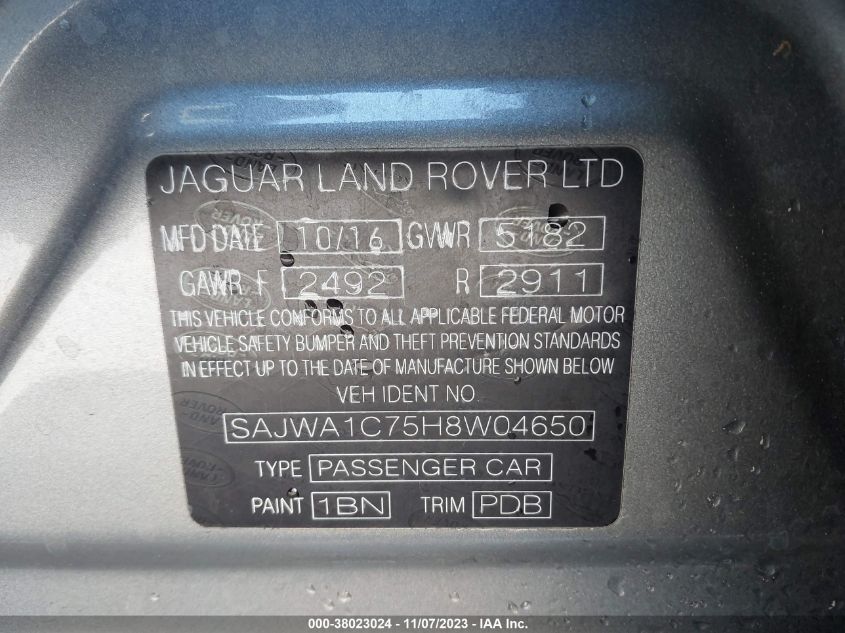 JAGUAR LAND ROVER LTD
MFD DATE 10/16 GVWR 5182
GAWR F 2492 R 2911
THIS VEHICLE CONFORMS TO ALL APPLICABLE FEDERAL MOTOR
VEHICLE SAFETY BUMPER AND THEFT PREVENTION STANDARDS
IN EFFECT UP TO THE DATE OF MANUFACTURE SHOWN BELOW
VEH IDENT NO.
SAJWA1C75H8W04650
TYPE PASSENGER CAR
PAINT 1BN TRIM PDB
000-38023024 — 11/07/2023 — © IAA Inc.